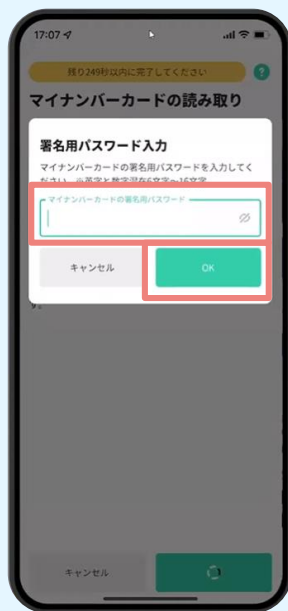 17:07
残り249秒以内に完了してください
?
マイナンバーカードの読み取り
署名用パスワード入力
マイナンバーカードの署名用パスワードを入力してく
ださい。※英字と数字混在6文字〜16文字
マイナンバーカードの署名用パスワード
キャンセル
OK
す。
キャンセル